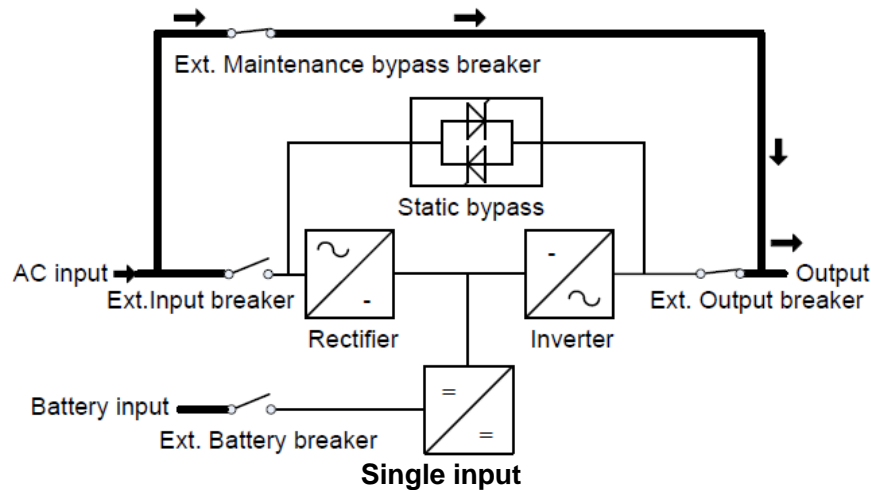 Ext. Maintenance bypass breaker
Static bypass
AC input
Ext.Input breaker
Rectifier
Inverter
Output
Ext. Output breaker
Battery input
Ext. Battery breaker
Single input